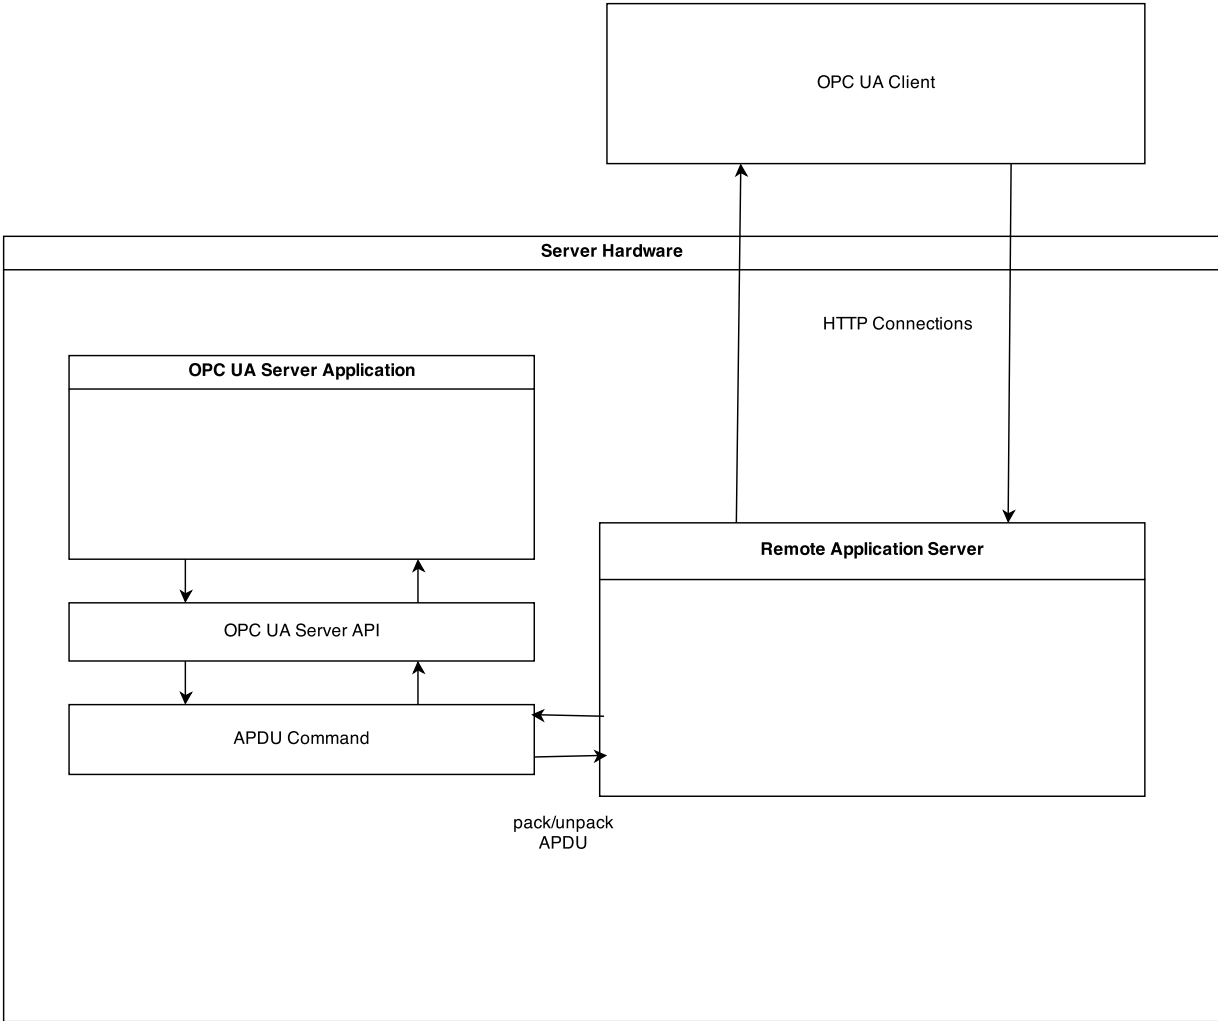 OPC UA Client
Server Hardware
HTTP Connections
OPC UA Server Application
Remote Application Server
OPC UA Server API
APDU Command
pack/unpack
APDU